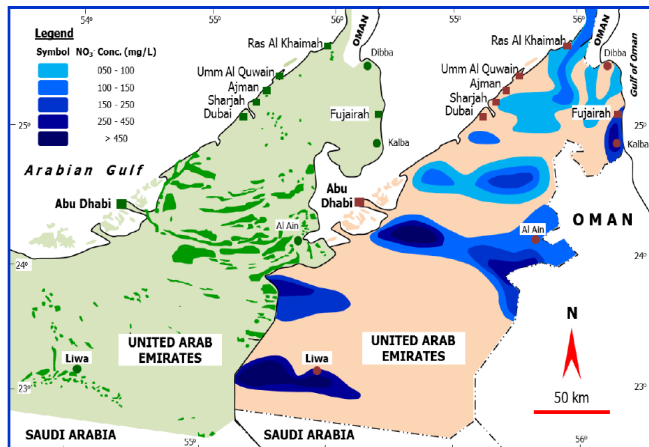 54°
55°
OMAN
55°
56°
Legend
Symbol NO₃⁻ Conc. (mg/L)
050 - 100
100 - 150
150 - 250
250 - 450
> 450
Ras Al Khaimah
Dibba
Umm Al Quwain
Ajman
Sharjah
Dubai
Fujairah
Kalba
25°
Arabian Gulf
Abu Dhabi
Al Ain
24°
UNITED ARAB
EMIRATES
Liwa
23°
SAUDI ARABIA
55°
Ras Al Khaimah
OMAN
Dibba
Gulf of Oman
Umm Al Quwain
Ajman
Sharjah
Dubai
Fujairah
Kalba
25°
Abu
Dhabi
OMAN
Al Ain
24°
UNITED ARAB
EMIRATES
Liwa
N
50 km
23°
SAUDI ARABIA
56°